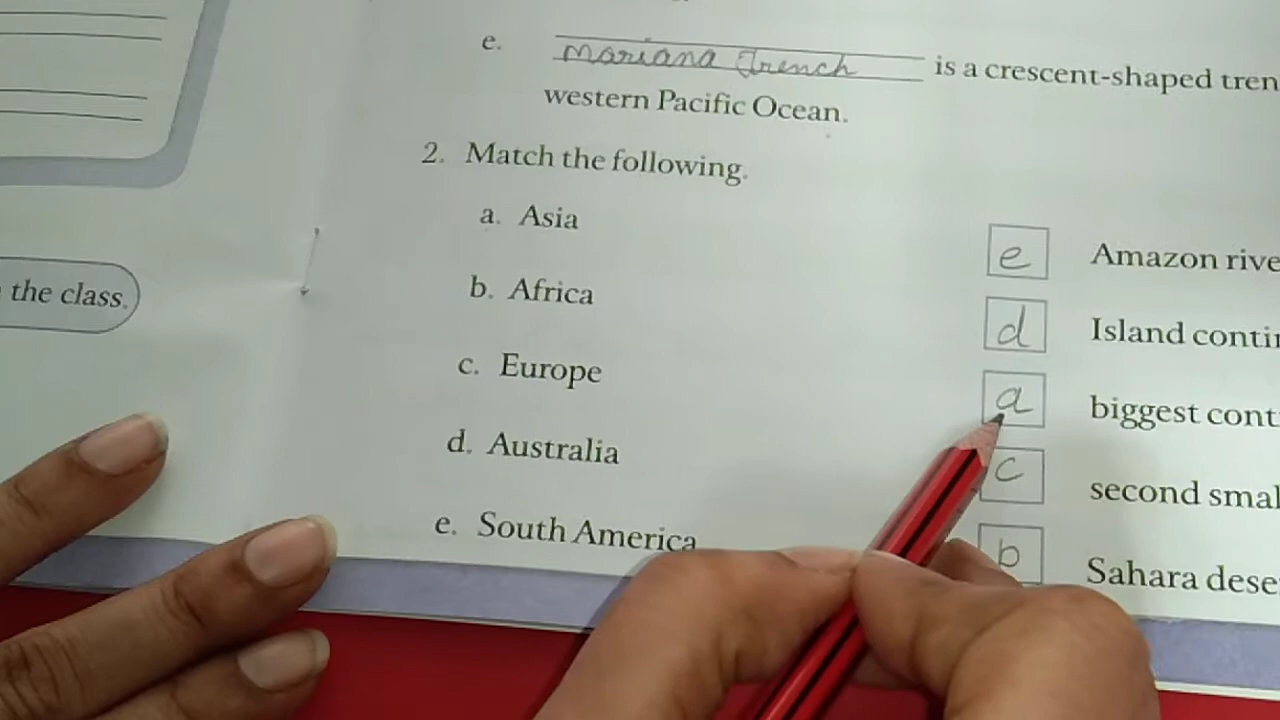 e. Mariana Trench is a crescent-shaped tren
western Pacific Ocean.
2. Match the following.
a. Asia
e Amazon rive
b. Africa
d Island contin
the class.
c. Europe
a biggest cont
d. Australia
c second smal
e. South America
b Sahara dese